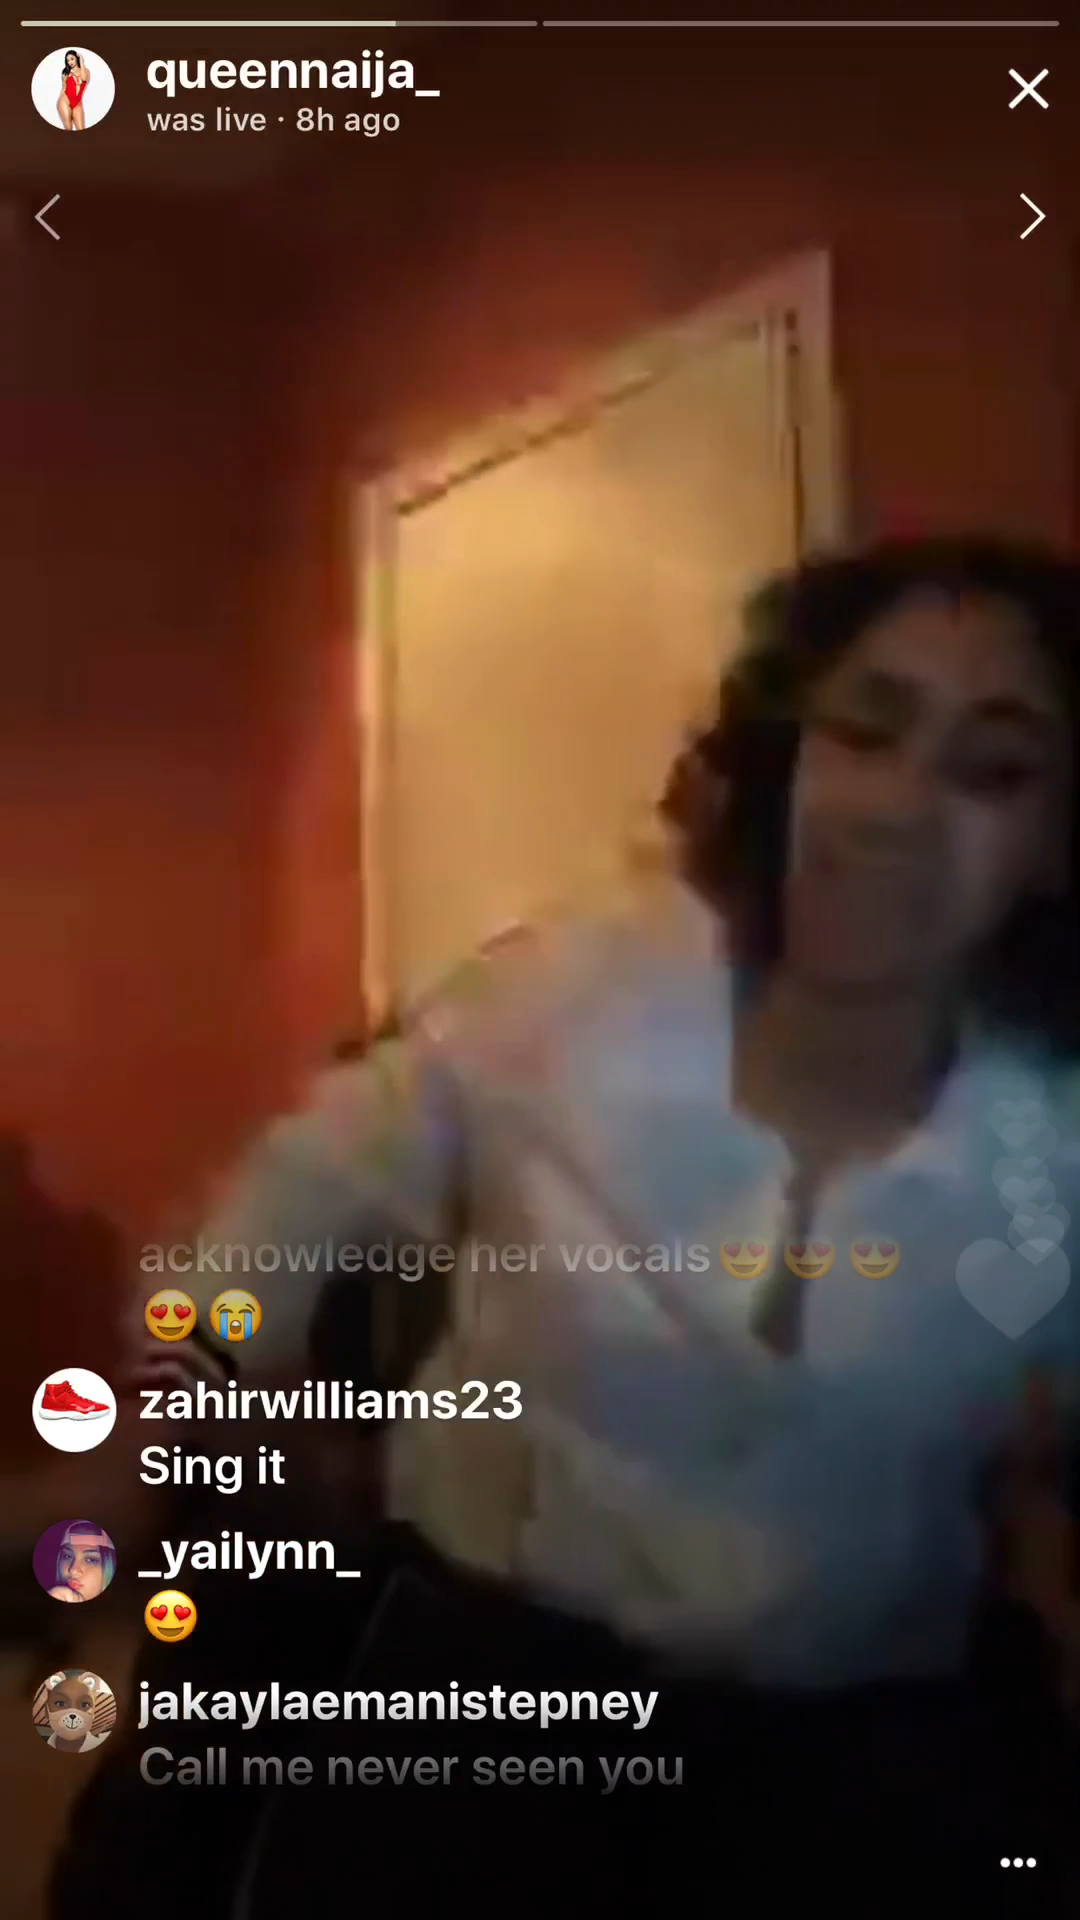 queennaija_
was live · 8h ago
acknowledge her vocals😍😍😍
😍😭
zahirwilliams23
Sing it
_yailynn_
😍
jakaylaemanistepney
Call me never seen you